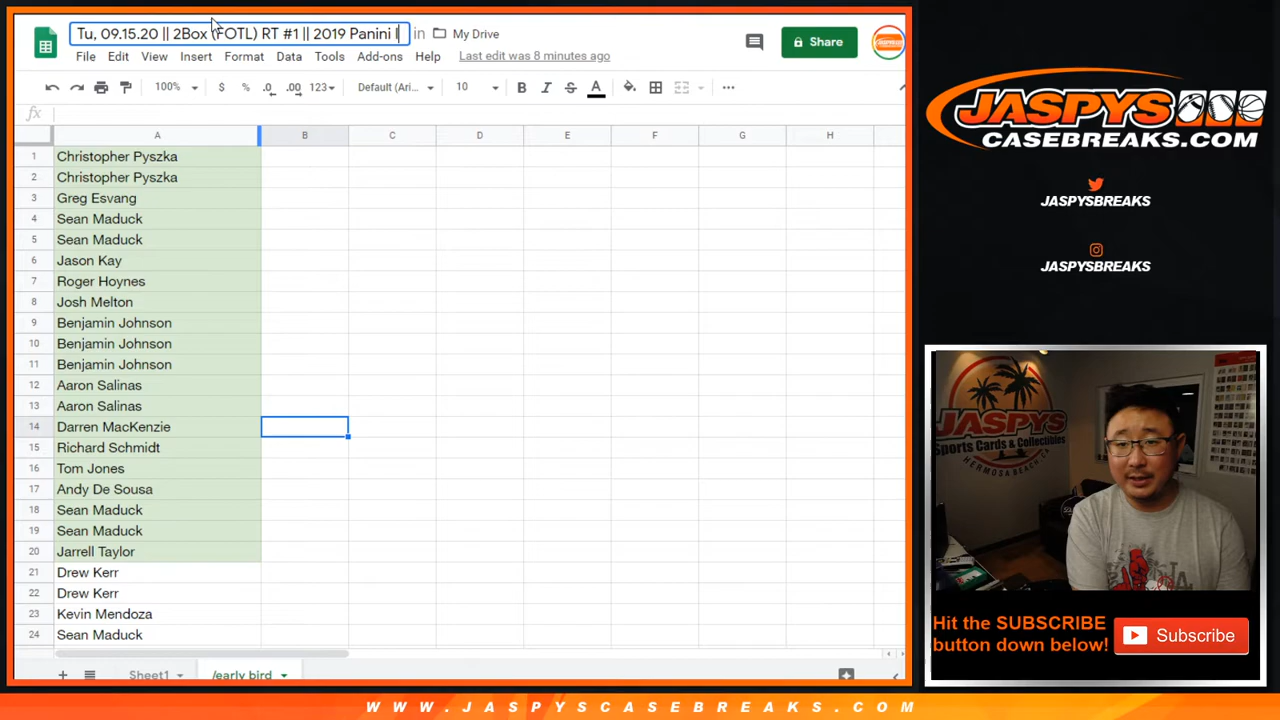 Tu, 09.15.20 || 2Box (FOTL) RT #1 || 2019 Panini I in My Drive
Share
File Edit View Insert Format Data Tools Add-ons Help Last edit was 8 minutes ago
100% $ % .0 .00 123 Default (Ari... 10 B I S A ...
fx
A B C D E F G H
1 Christopher Pyszka
2 Christopher Pyszka
3 Greg Esvang
4 Sean Maduck
5 Sean Maduck
6 Jason Kay
7 Roger Hoynes
8 Josh Melton
9 Benjamin Johnson
10 Benjamin Johnson
11 Benjamin Johnson
12 Aaron Salinas
13 Aaron Salinas
14 Darren MacKenzie
15 Richard Schmidt
16 Tom Jones
17 Andy De Sousa
18 Sean Maduck
19 Sean Maduck
20 Jarrell Taylor
21 Drew Kerr
22 Drew Kerr
23 Kevin Mendoza
24 Sean Maduck
Sheet1 /early bird
JASPYS
CASEBREAKS.COM
JASPYSBREAKS
JASPYSBREAKS
JASPYS
Sports Cards & Collectibles
HERMOSA BEACH, CA
Hit the SUBSCRIBE
button down below!
Subscribe
WWW.JASPYSCASEBREAKS.COM